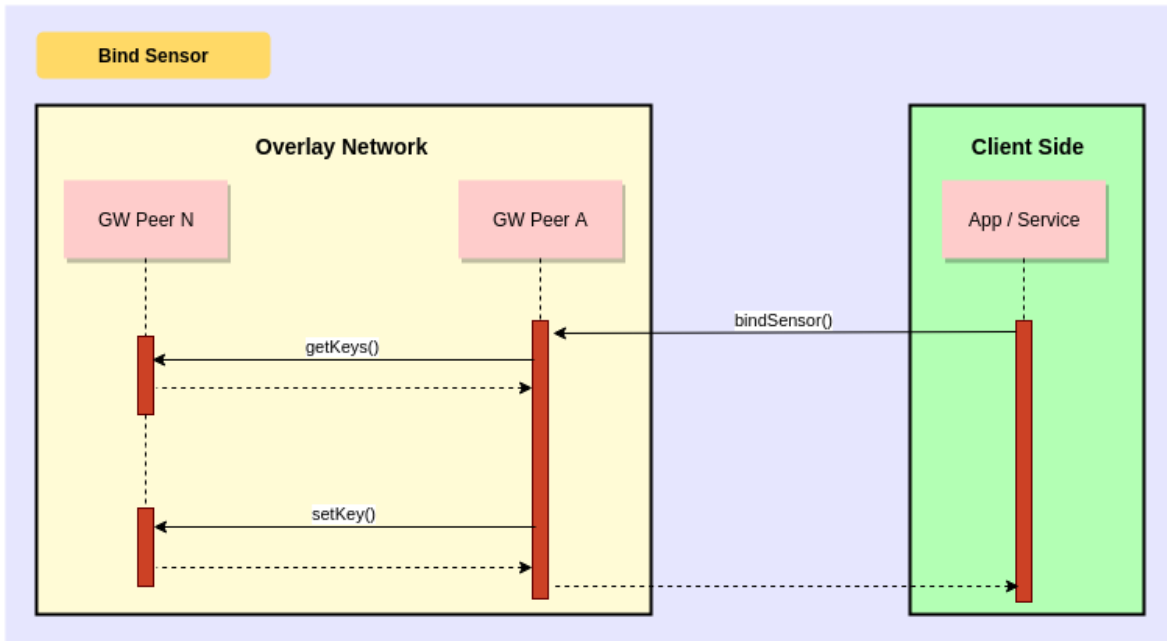 Bind Sensor
Overlay Network
Client Side
GW Peer N
GW Peer A
App / Service
bindSensor()
getKeys()
setKey()